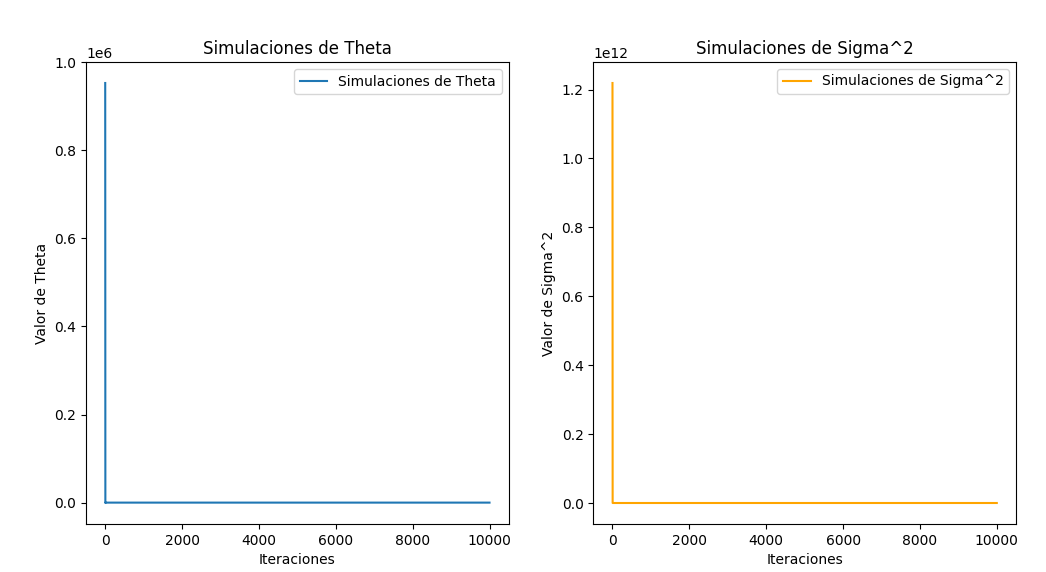 Simulaciones de Theta
1e6
Simulaciones de Theta
1.0
0.8
0.6
0.4
0.2
0.0
Valor de Theta
0 2000 4000 6000 8000 10000
Iteraciones
Simulaciones de Sigma^2
1e12
Simulaciones de Sigma^2
1.2
1.0
0.8
0.6
0.4
0.2
0.0
Valor de Sigma^2
0 2000 4000 6000 8000 10000
Iteraciones